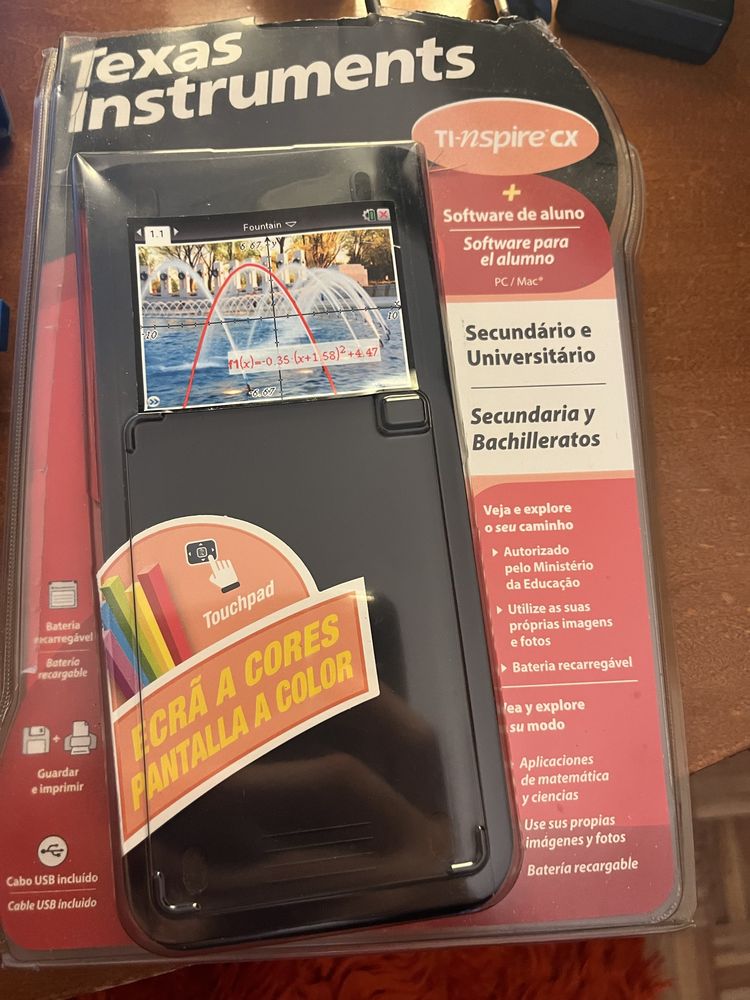 Texas
Instruments
TI-nspire™ CX
+
Software de aluno
Software para
el alumno
PC / Mac®
Secundário e
Universitário
Secundaria y
Bachilleratos
Veja e explore
o seu caminho
Autorizado
pelo Ministério
da Educação
Utilize as suas
próprias imagens
e fotos
Bateria recarregável
Vea y explore
su modo
Aplicaciones
de matemática
y ciencias
Use sus propias
imágenes y fotos
Batería recargable
1.1
Fountain
6.67 y
x
-10
10
f1(x)=-0.35·(x+1.58)²+4.47
-6.67
Touchpad
ECRÃ A CORES
PANTALLA A COLOR
Bateria
recarregável
Batería
recargable
+
Guardar
e imprimir
Cabo USB incluído
Cable USB incluido